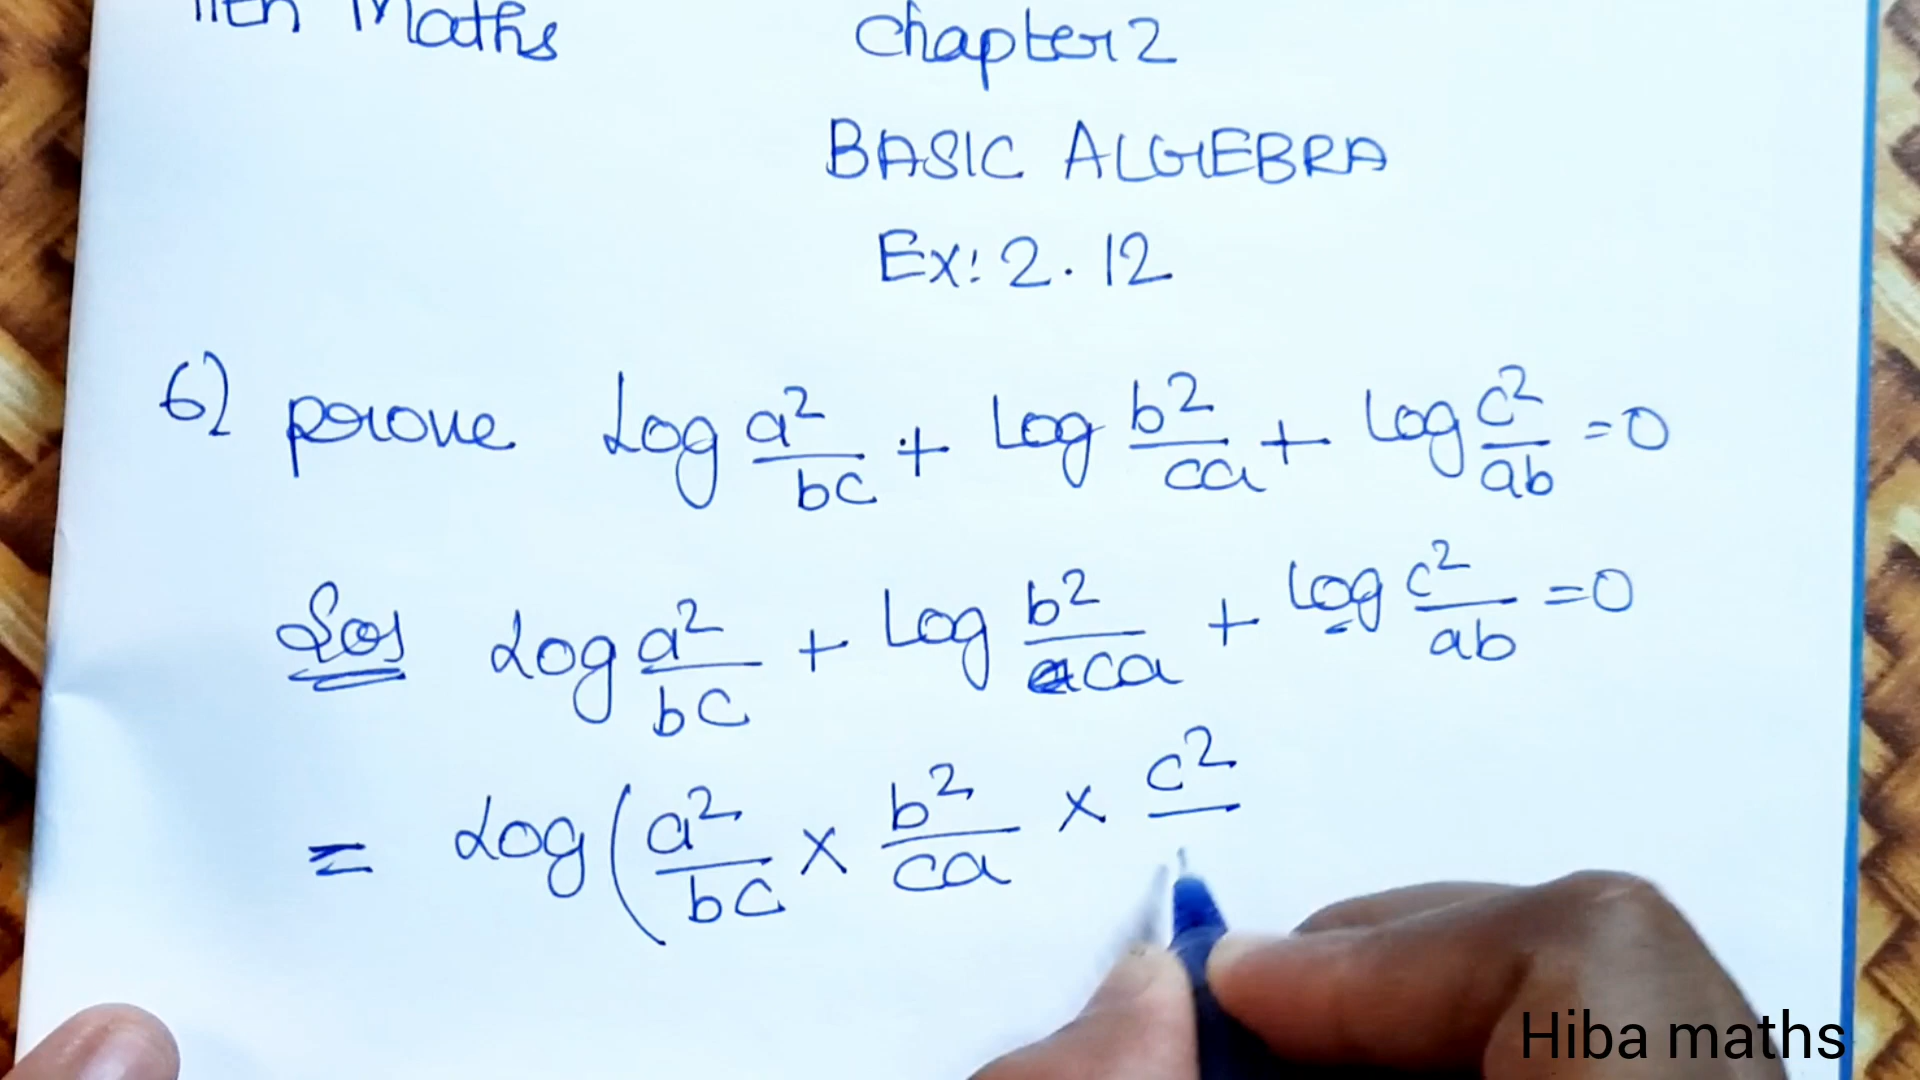 11th Maths Chapter 2
BASIC ALGEBRA
Ex: 2.12
6) prove Log a²/bc + log b²/ca + log c²/ab = 0
Log a²/bc + Log b²/ca + log c²/ab = 0
= Log (a²/bc × b²/ca × c²/
Hiba maths